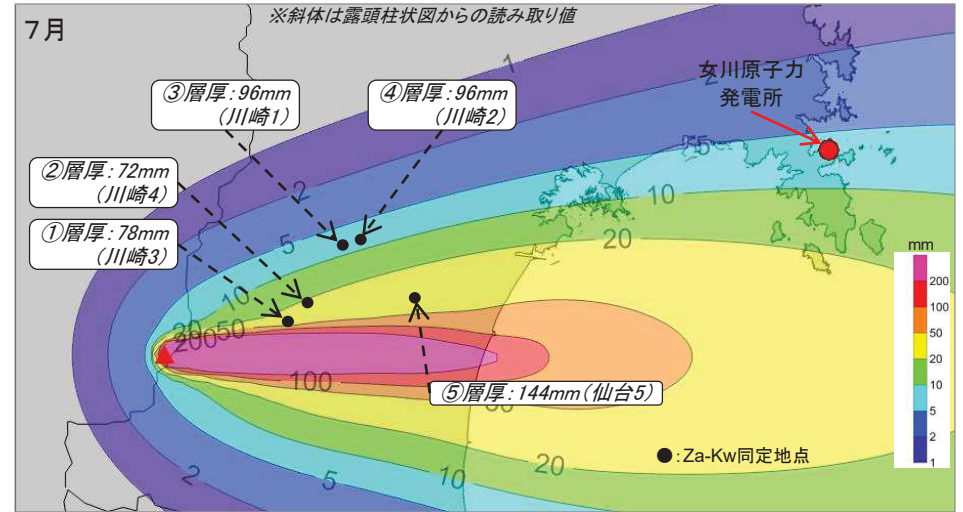 7月
※斜体は露頭柱状図からの読み取り値
1
2
女川原子力
発電所
③層厚:96mm
(川崎1)
④層厚:96mm
(川崎2)
②層厚:72mm
(川崎4)
①層厚:78mm
(川崎3)
2
5
10
5
10
20
20
50
200
100
⑤層厚:144mm(仙台5)
2
5
10
20
●:Za-Kw同定地点
mm
200
100
50
20
10
5
2
1